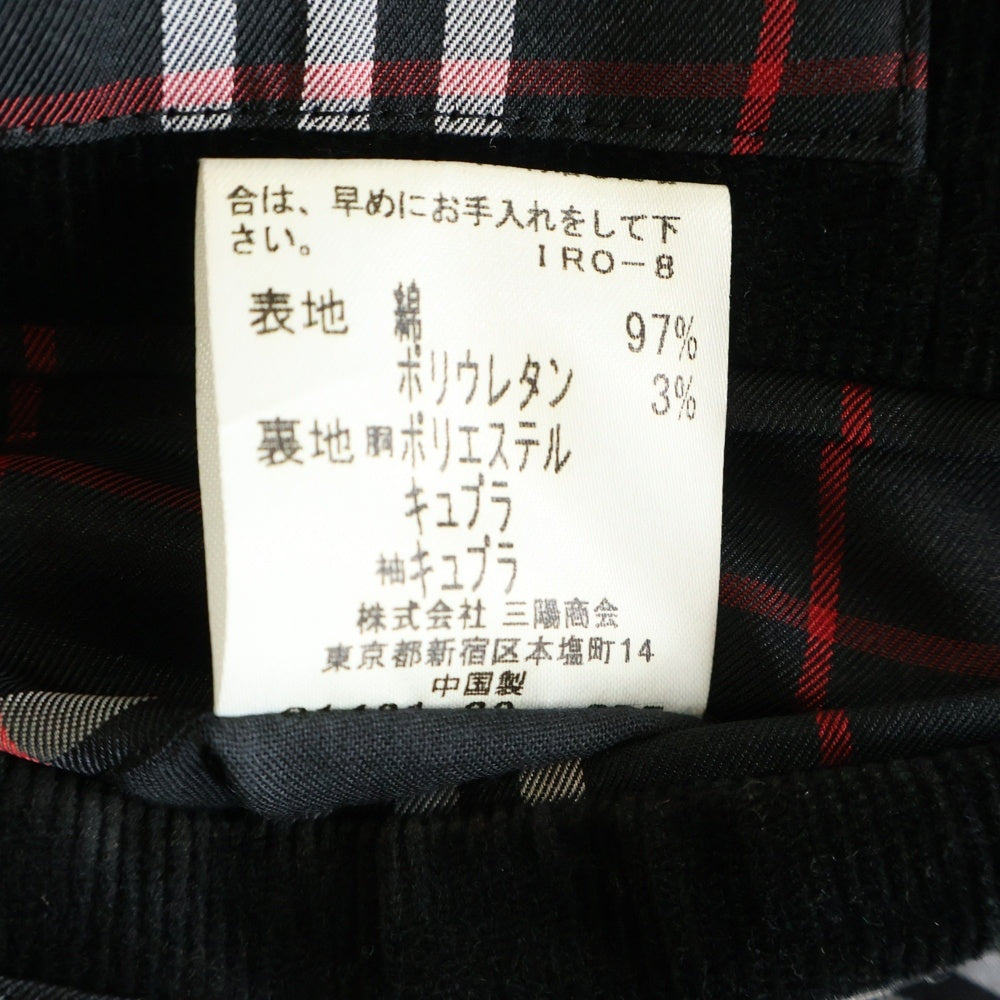 合は、早めにお手入れをして下
さい。
IRO-8
表地 綿 97%
ポリウレタン 3%
裏地 胴ポリエステル
キュプラ
袖キュプラ
株式会社 三陽商会
東京都新宿区本塩町14
中国製